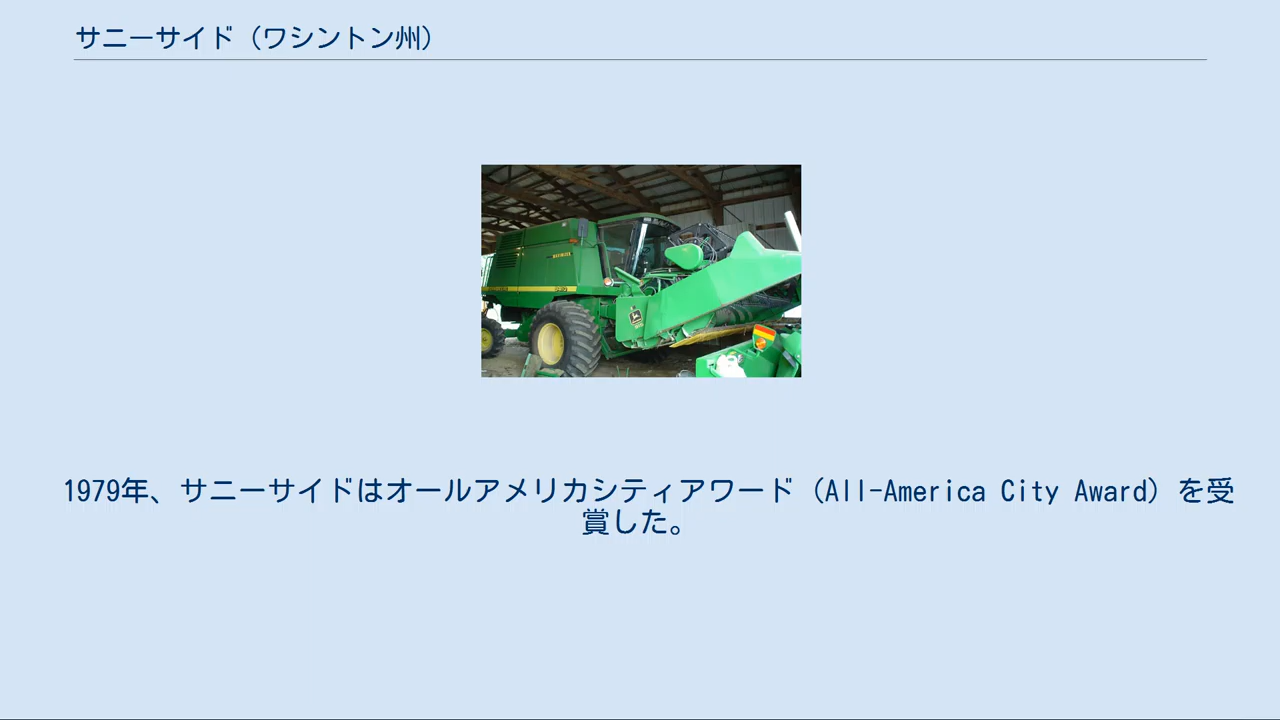 サニーサイド（ワシントン州）
1979年、サニーサイドはオールアメリカシティアワード（All-America City Award）を受
賞した。